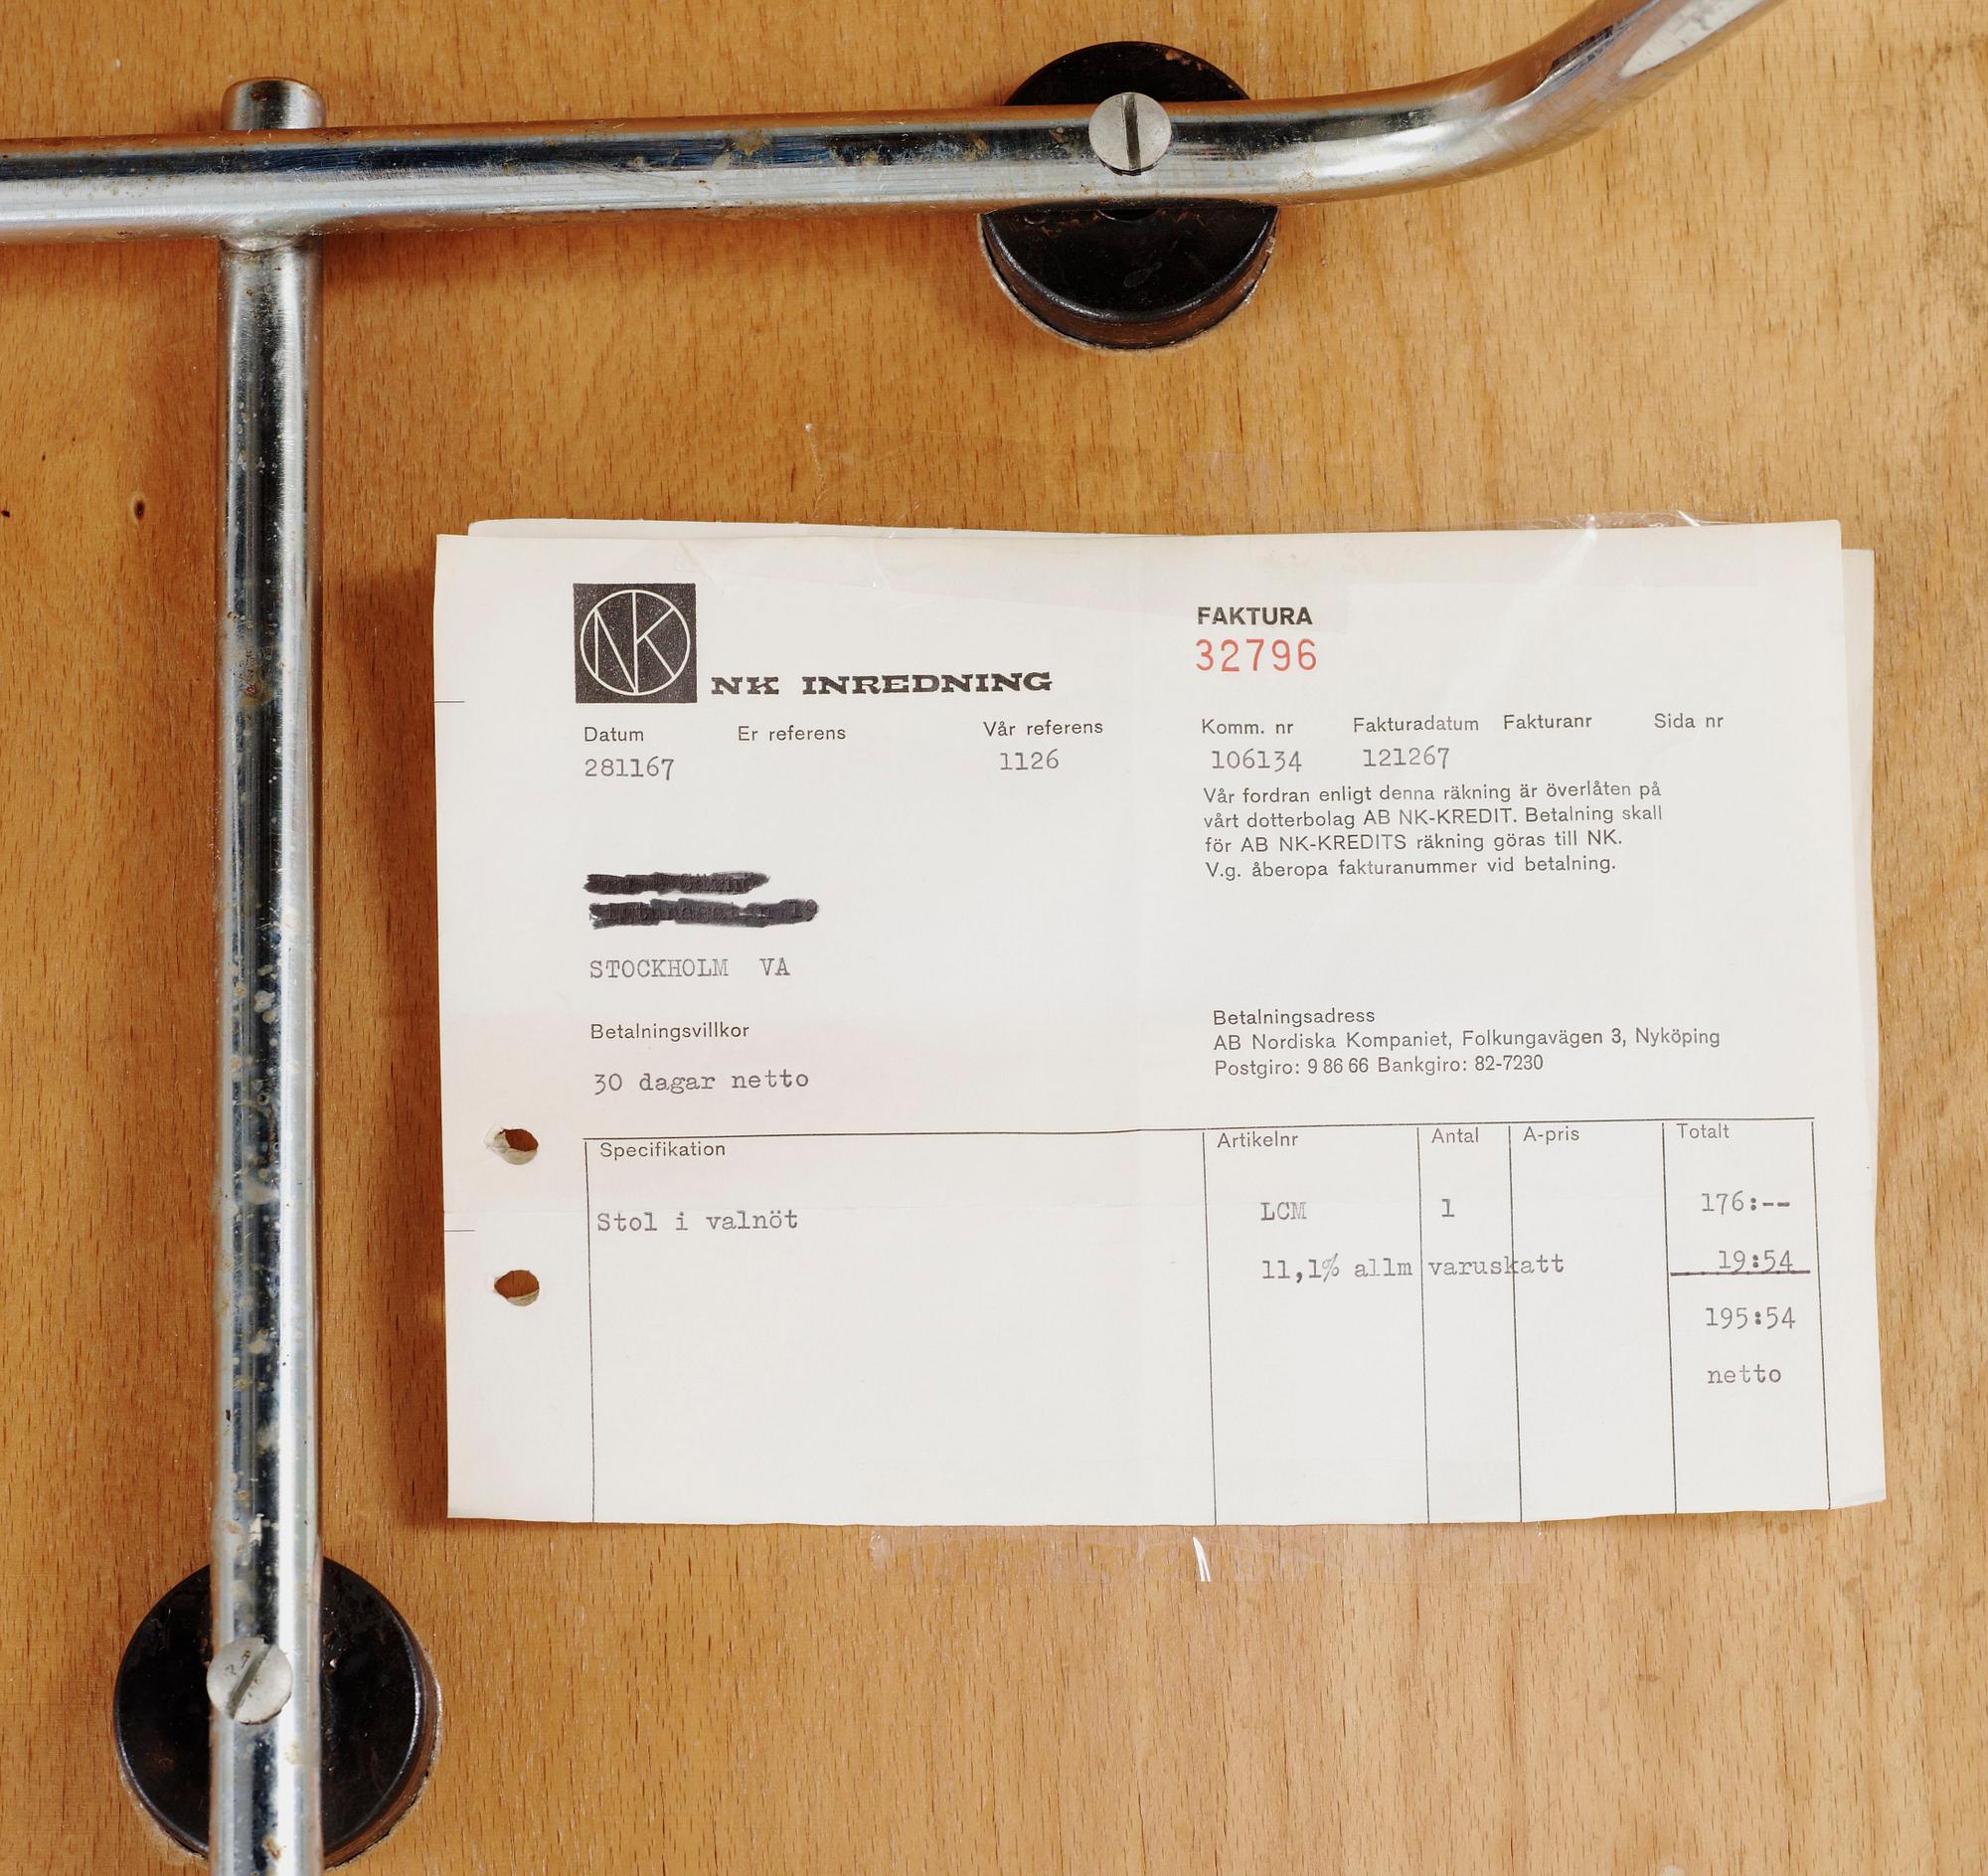 NK
NK INREDNING
FAKTURA
32796
Datum Er referens Vår referens Komm. nr Fakturadatum Fakturanr Sida nr
281167 1126 106134 121267
Vår fordran enligt denna räkning är överlåten på
vårt dotterbolag AB NK-KREDIT. Betalning skall
för AB NK-KREDITS räkning göras till NK.
V.g. åberopa fakturanummer vid betalning.
STOCKHOLM VA
Betalningsvillkor
30 dagar netto
Betalningsadress
AB Nordiska Kompaniet, Folkungavägen 3, Nyköping
Postgiro: 9 86 66 Bankgiro: 82-7230
Specifikation Artikelnr Antal A-pris Totalt
Stol i valnöt LCM 1 176:--
11,1% allm varuskatt 19:54
195:54
netto